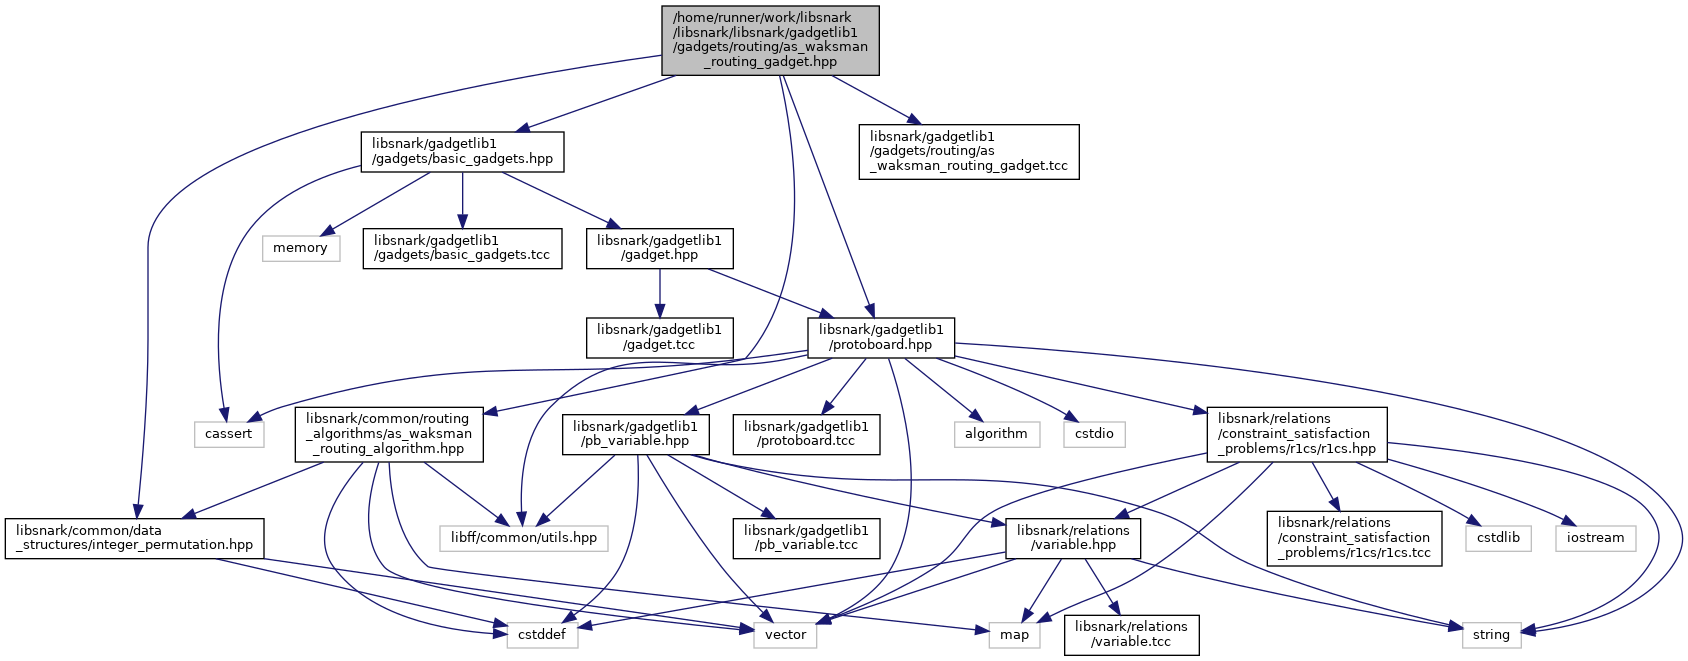 /home/runner/work/libsnark
/libsnark/libsnark/gadgetlib1
/gadgets/routing/as_waksman
_routing_gadget.hpp
libsnark/gadgetlib1
/gadgets/basic_gadgets.hpp
libsnark/gadgetlib1
/gadgets/routing/as
_waksman_routing_gadget.tcc
memory
libsnark/gadgetlib1
/gadgets/basic_gadgets.tcc
libsnark/gadgetlib1
/gadget.hpp
libsnark/gadgetlib1
/gadget.tcc
libsnark/gadgetlib1
/protoboard.hpp
cassert
libsnark/common/routing
_algorithms/as_waksman
_routing_algorithm.hpp
libsnark/gadgetlib1
/pb_variable.hpp
libsnark/gadgetlib1
/protoboard.tcc
algorithm
cstdio
libsnark/relations
/constraint_satisfaction
_problems/r1cs/r1cs.hpp
libsnark/common/data
_structures/integer_permutation.hpp
libff/common/utils.hpp
libsnark/gadgetlib1
/pb_variable.tcc
libsnark/relations
/variable.hpp
libsnark/relations
/constraint_satisfaction
_problems/r1cs/r1cs.tcc
cstdlib
iostream
cstddef
vector
map
libsnark/relations
/variable.tcc
string